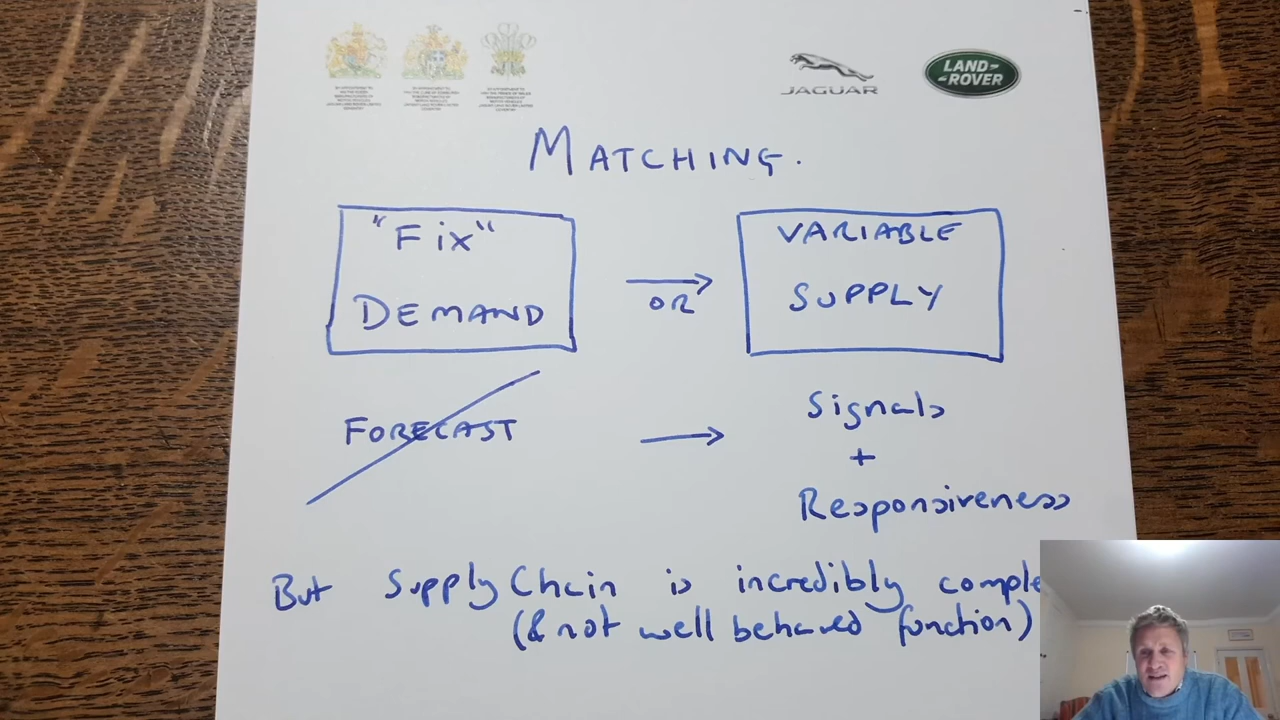 JAGUAR
LAND-
ROVER
MATCHING.
"Fix"
DEMAND
OR
VARIABLE
SUPPLY
FORECAST
Signals
+
Responsiveness
But Supply Chain is incredibly comple
(& not well behaved function)